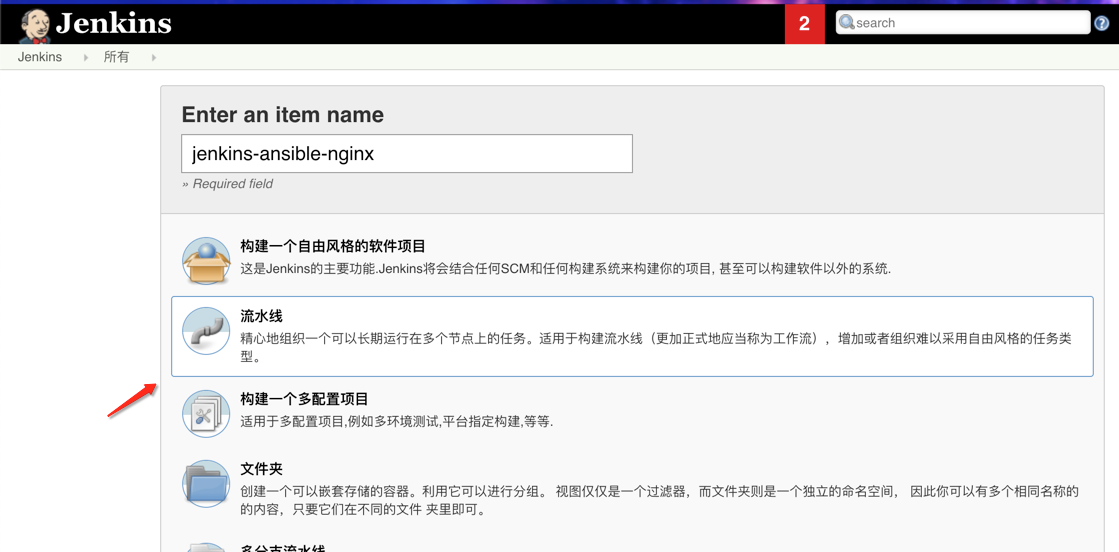 Jenkins
2
search
?
Jenkins
所有
Enter an item name
jenkins-ansible-nginx
» Required field
构建一个自由风格的软件项目
这是Jenkins的主要功能.Jenkins将会结合任何SCM和任何构建系统来构建你的项目, 甚至可以构建软件以外的系统.
流水线
精心地组织一个可以长期运行在多个节点上的任务。适用于构建流水线（更加正式地应当称为工作流），增加或者组织难以采用自由风格的任务类
型。
构建一个多配置项目
适用于多配置项目,例如多环境测试,平台指定构建,等等.
文件夹
创建一个可以嵌套存储的容器。利用它可以进行分组。 视图仅仅是一个过滤器，而文件夹则是一个独立的命名空间， 因此你可以有多个相同名称的
的内容，只要它们在不同的文件 夹里即可。
多分支流水线